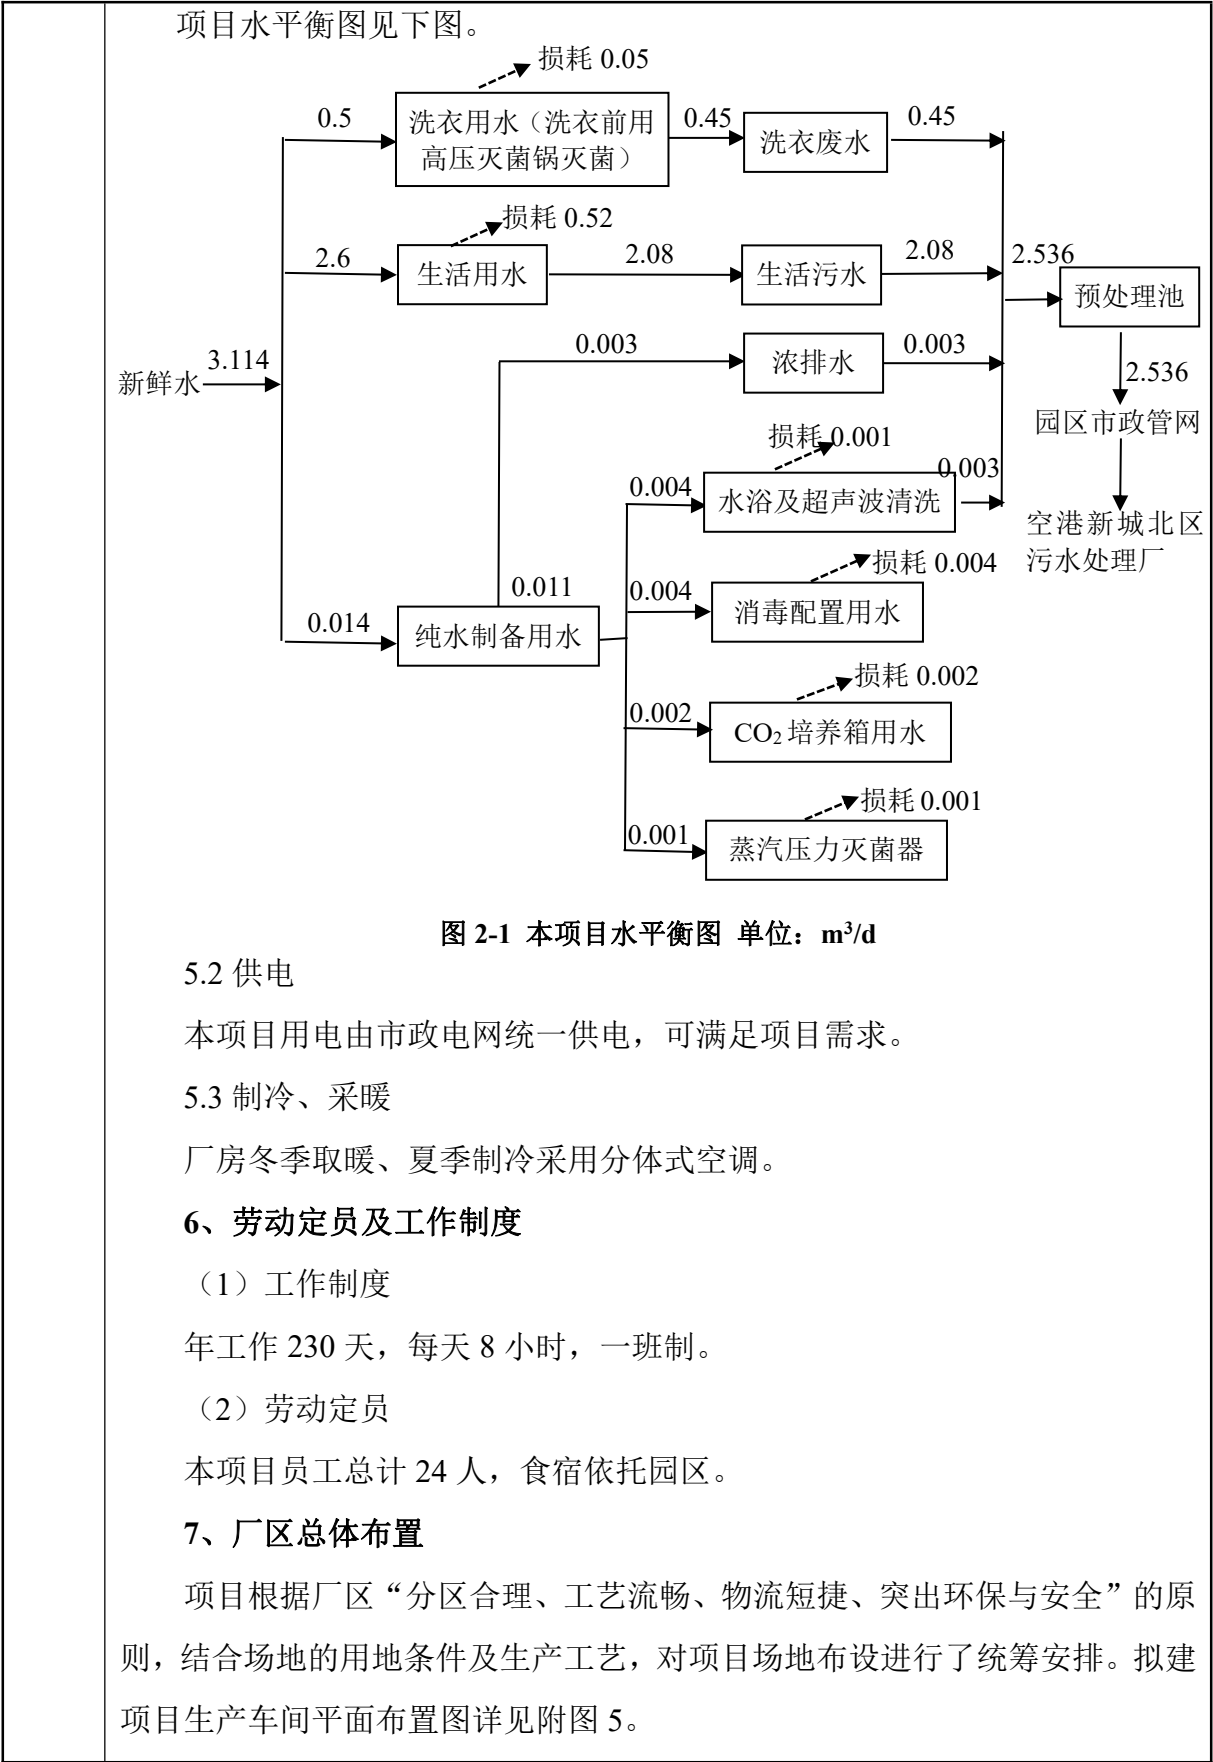 项目水平衡图见下图。
损耗 0.05
0.5
洗衣用水（洗衣前用
高压灭菌锅灭菌）
0.45
洗衣废水
0.45
损耗 0.52
2.6
生活用水
2.08
生活污水
2.08
2.536
预处理池
0.003
浓排水
0.003
新鲜水
3.114
2.536
园区市政管网
损耗 0.001
0.004
水浴及超声波清洗
0.003
空港新城北区
污水处理厂
损耗 0.004
0.014
纯水制备用水
0.011
0.004
消毒配置用水
损耗 0.002
0.002
CO₂ 培养箱用水
损耗 0.001
0.001
蒸汽压力灭菌器
图 2-1 本项目水平衡图 单位：m³/d
5.2 供电
本项目用电由市政电网统一供电，可满足项目需求。
5.3 制冷、采暖
厂房冬季取暖、夏季制冷采用分体式空调。
6、劳动定员及工作制度
（1）工作制度
年工作 230 天，每天 8 小时，一班制。
（2）劳动定员
本项目员工总计 24 人，食宿依托园区。
7、厂区总体布置
项目根据厂区“分区合理、工艺流畅、物流短捷、突出环保与安全”的原
则，结合场地的用地条件及生产工艺，对项目场地布设进行了统筹安排。拟建
项目生产车间平面布置图详见附图 5。